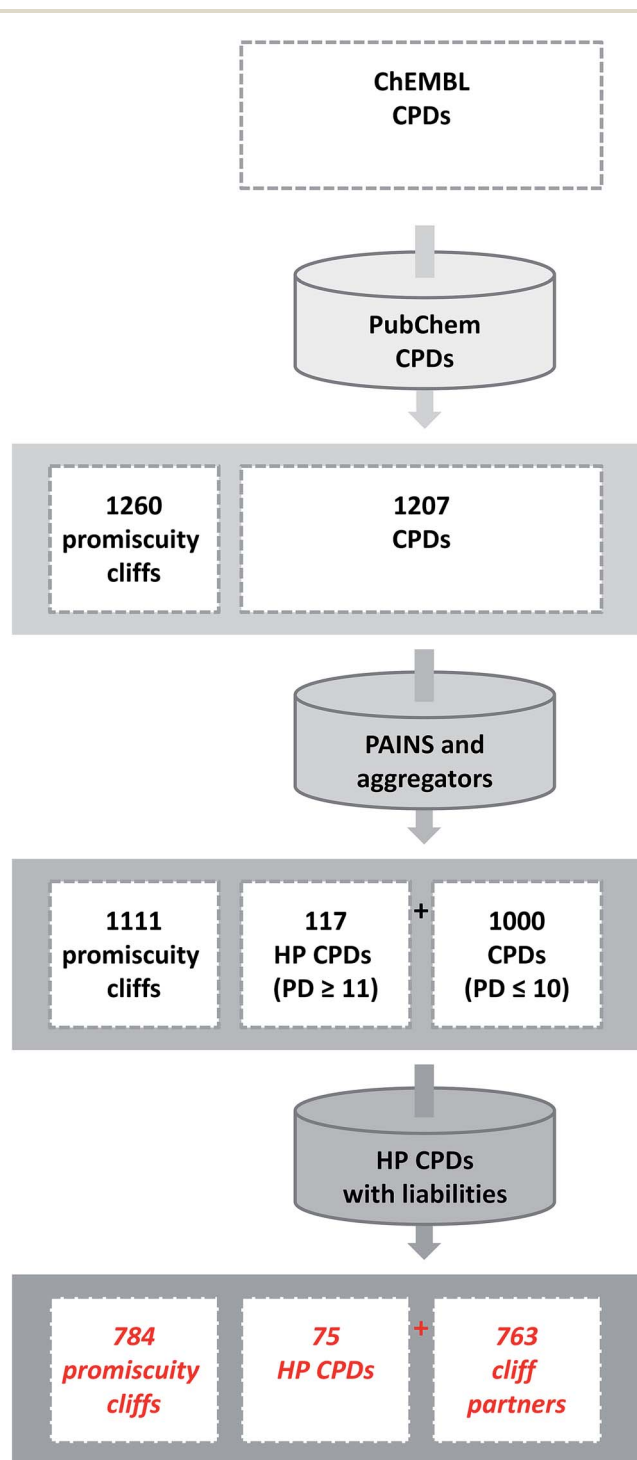 ChEMBL
CPDs
PubChem
CPDs
1260
promiscuity
cliffs
1207
CPDs
PAINS and
aggregators
1111
promiscuity
cliffs
117
HP CPDs
(PD ≥ 11)
+
1000
CPDs
(PD ≤ 10)
HP CPDs
with liabilities
784
promiscuity
cliffs
75
HP CPDs
+
763
cliff
partners